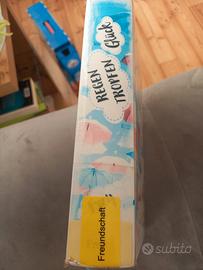 REGEN
TROPFEN
Glück
Freundschaft
subito